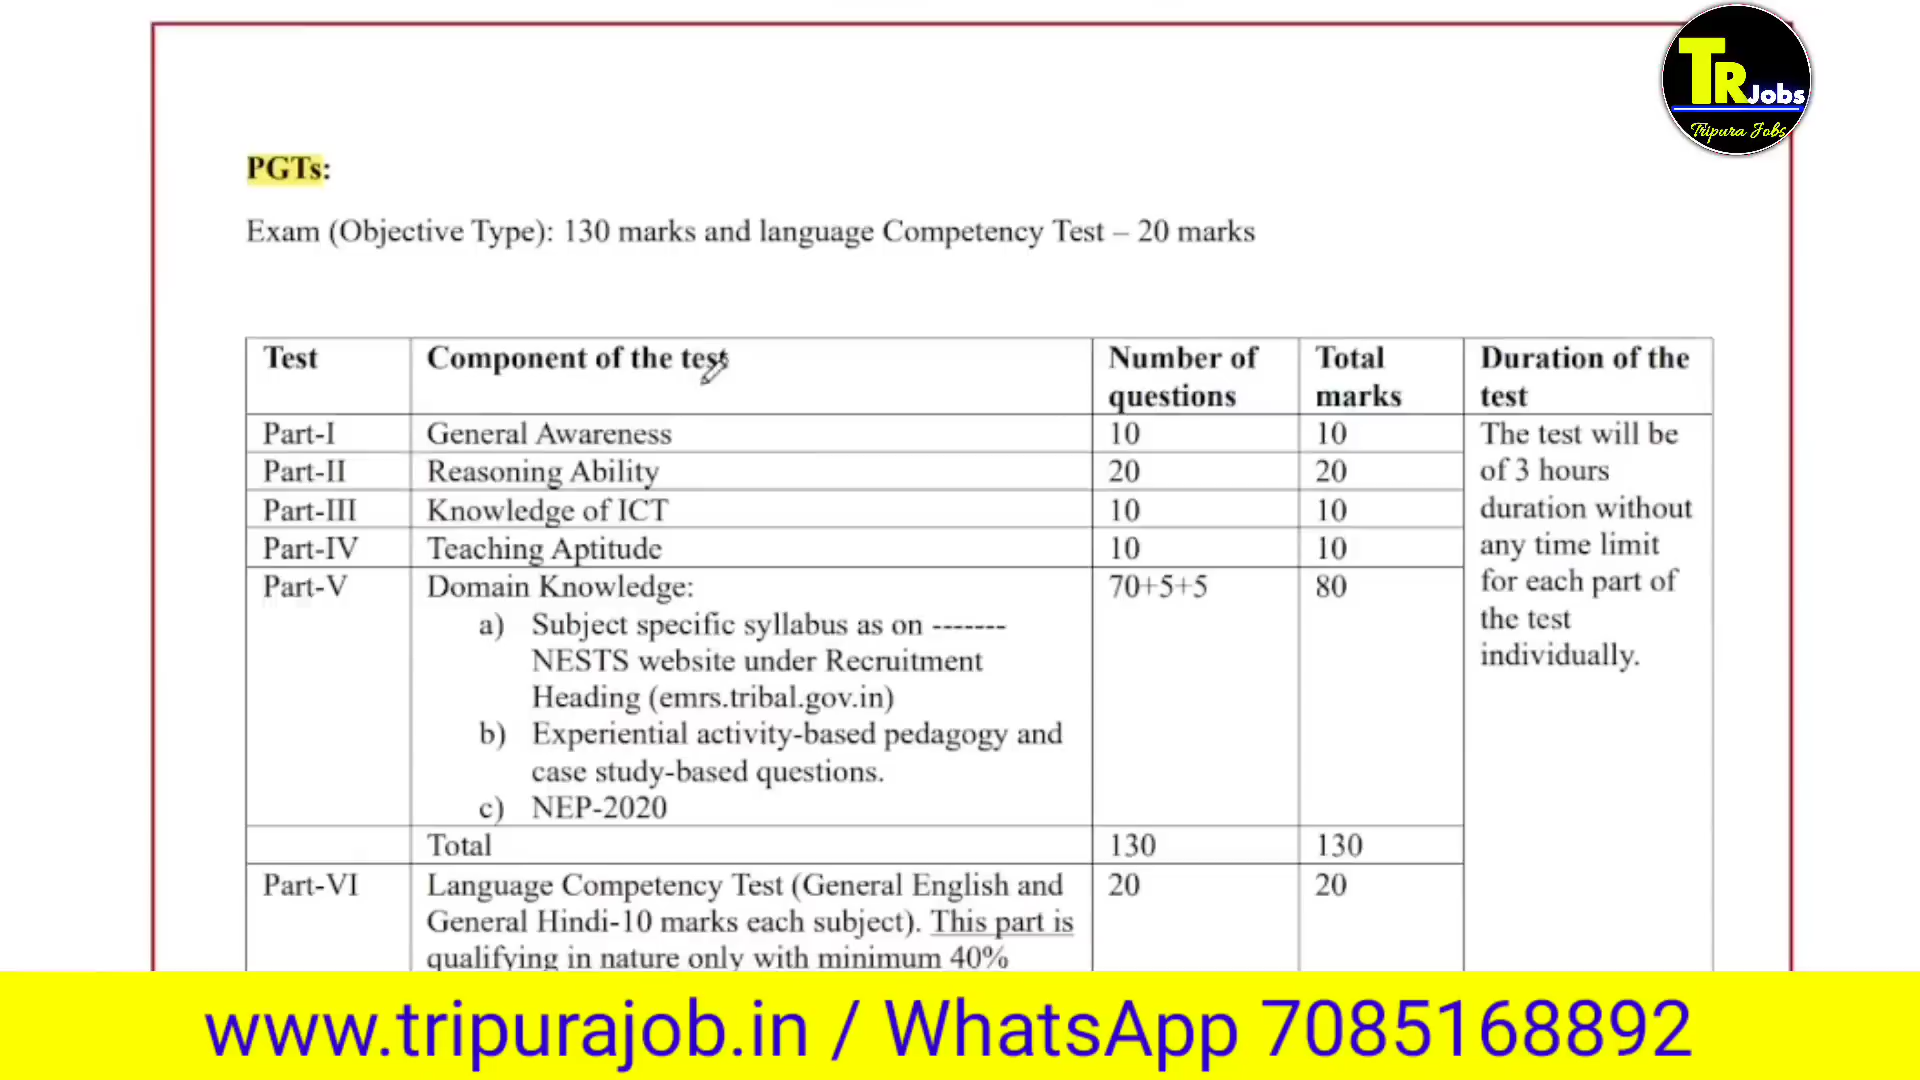 TR Jobs
Tripura Jobs
PGTs:
Exam (Objective Type): 130 marks and language Competency Test – 20 marks
Test
Component of the test
Number of
questions
Total
marks
Duration of the
test
Part-I
General Awareness
10
10
Part-II
Reasoning Ability
20
20
Part-III
Knowledge of ICT
10
10
Part-IV
Teaching Aptitude
10
10
Part-V
Domain Knowledge:
a) Subject specific syllabus as on -------
NESTS website under Recruitment
Heading (emrs.tribal.gov.in)
b) Experiential activity-based pedagogy and
case study-based questions.
c) NEP-2020
70+5+5
80
The test will be
of 3 hours
duration without
any time limit
for each part of
the test
individually.
Total
130
130
Part-VI
Language Competency Test (General English and
General Hindi-10 marks each subject). This part is
qualifying in nature only with minimum 40%
20
20
www.tripurajob.in / WhatsApp 7085168892